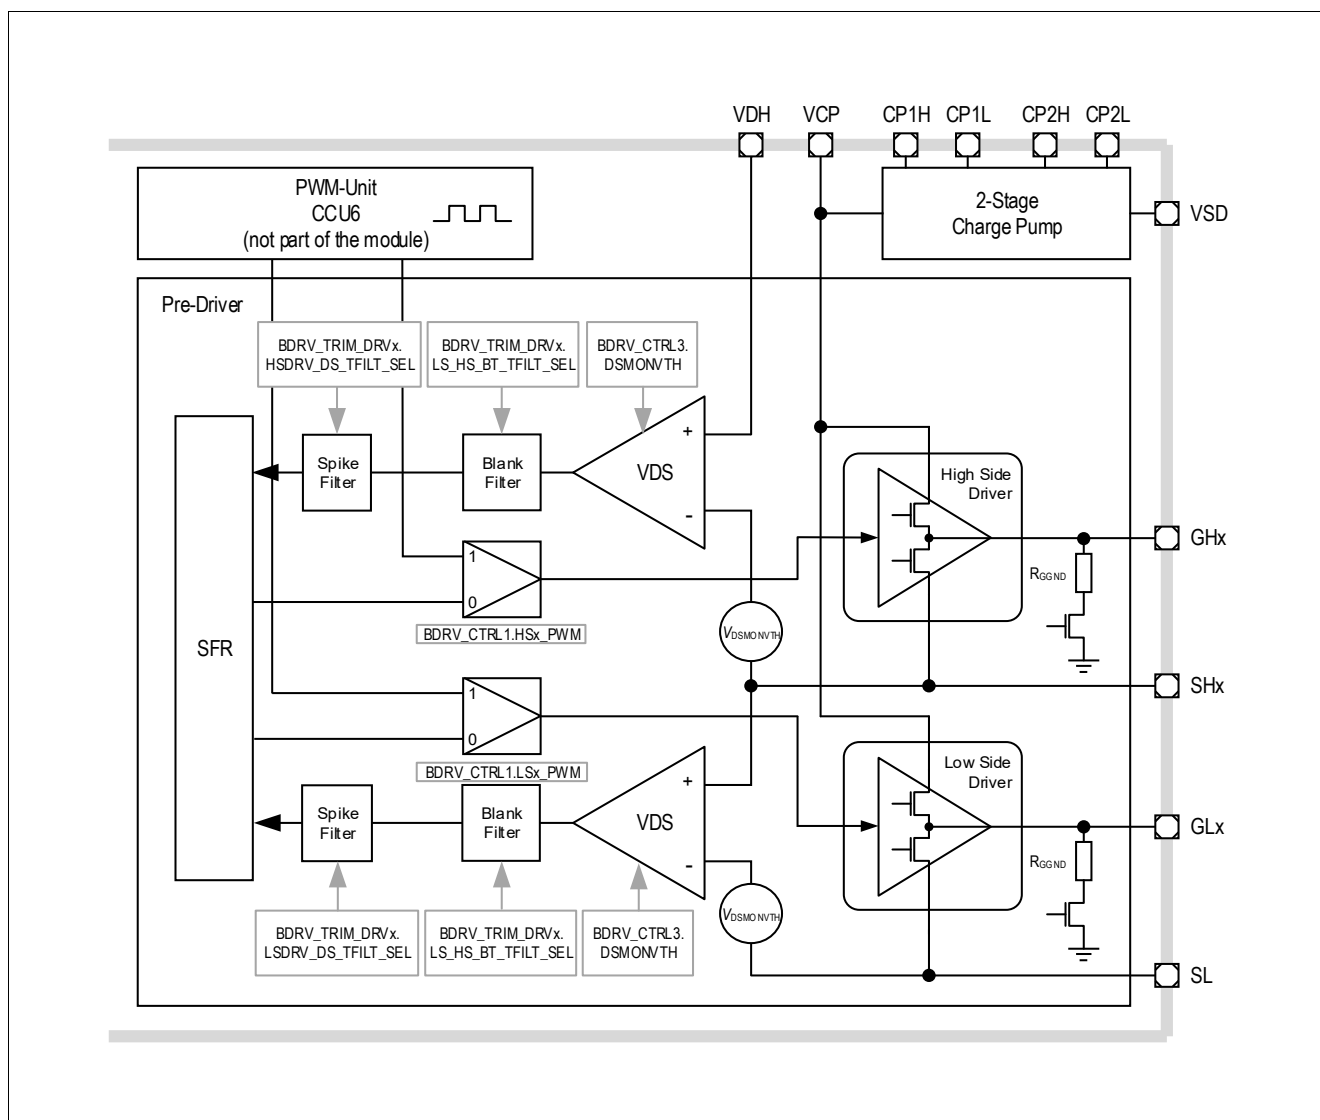 VDH
VCP
CP1H
CP1L
CP2H
CP2L
PWM-Unit
CCU6
(not part of the module)
2-Stage
Charge Pump
VSD
Pre-Driver
BDRV_TRIM_DRVx.
HSDRV_DS_TFILT_SEL
BDRV_TRIM_DRVx.
LS_HS_BT_TFILT_SEL
BDRV_CTRL3.
DSMONVTH
+
VDS
-
Spike
Filter
Blank
Filter
High Side
Driver
GHx
1
0
RGGND
BDRV_CTRL1.HSx_PWM
VDSMONVTH
SFR
SHx
1
0
BDRV_CTRL1.LSx_PWM
Low Side
Driver
+
VDS
-
Spike
Filter
Blank
Filter
GLx
RGGND
VDSMONVTH
BDRV_TRIM_DRVx.
LSDRV_DS_TFILT_SEL
BDRV_TRIM_DRVx.
LS_HS_BT_TFILT_SEL
BDRV_CTRL3.
DSMONVTH
SL